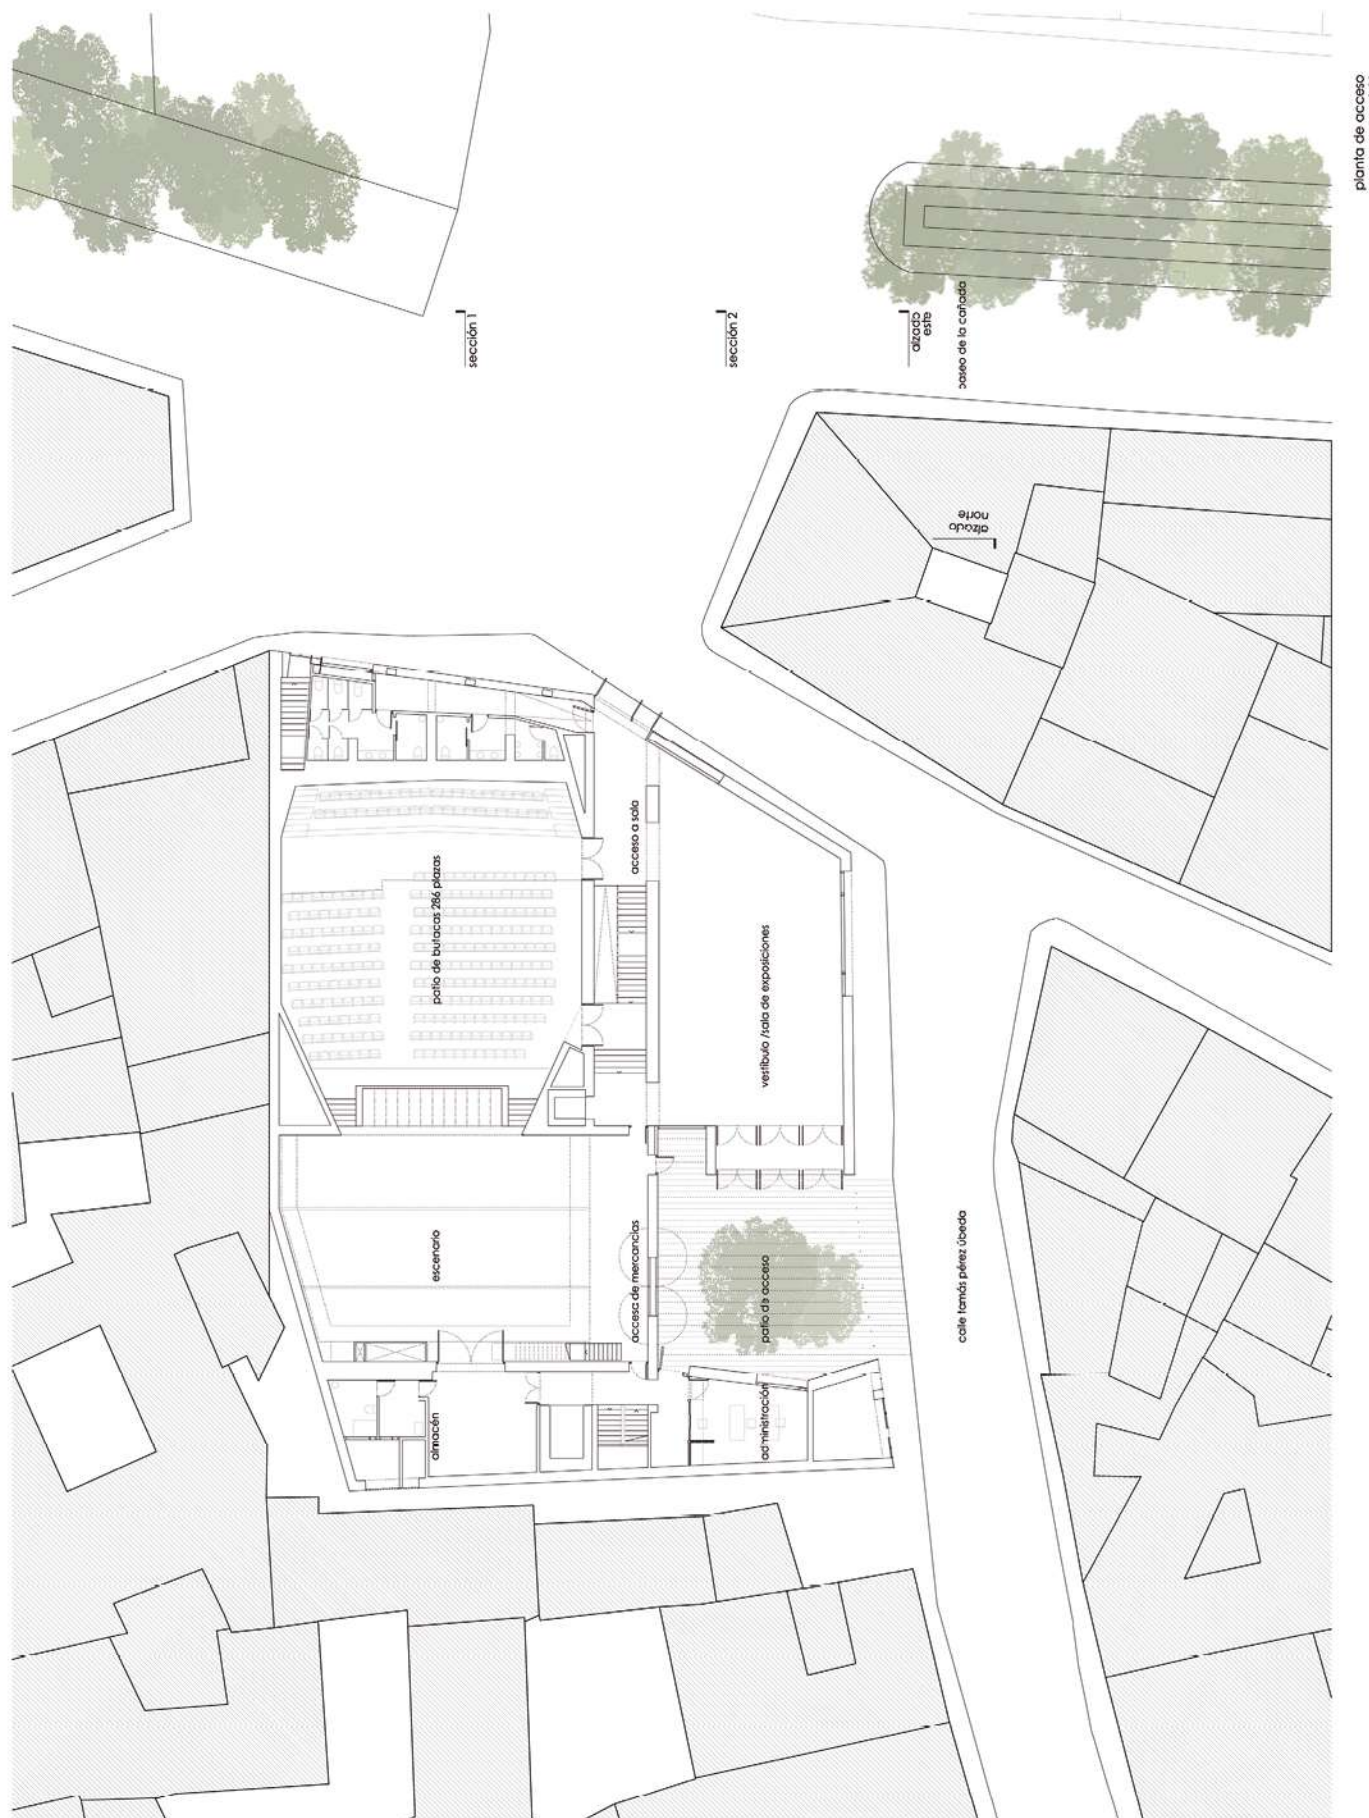 planta de acceso
sección 1
sección 2
alzado
este
paseo de la cañada
alzado
norte
patio de butacas 286 plazas
acceso a sala
vestíbulo /sala de exposiciones
escenario
acceso de mercancías
patio de acceso
calle tomás pérez úbeda
almacén
administración